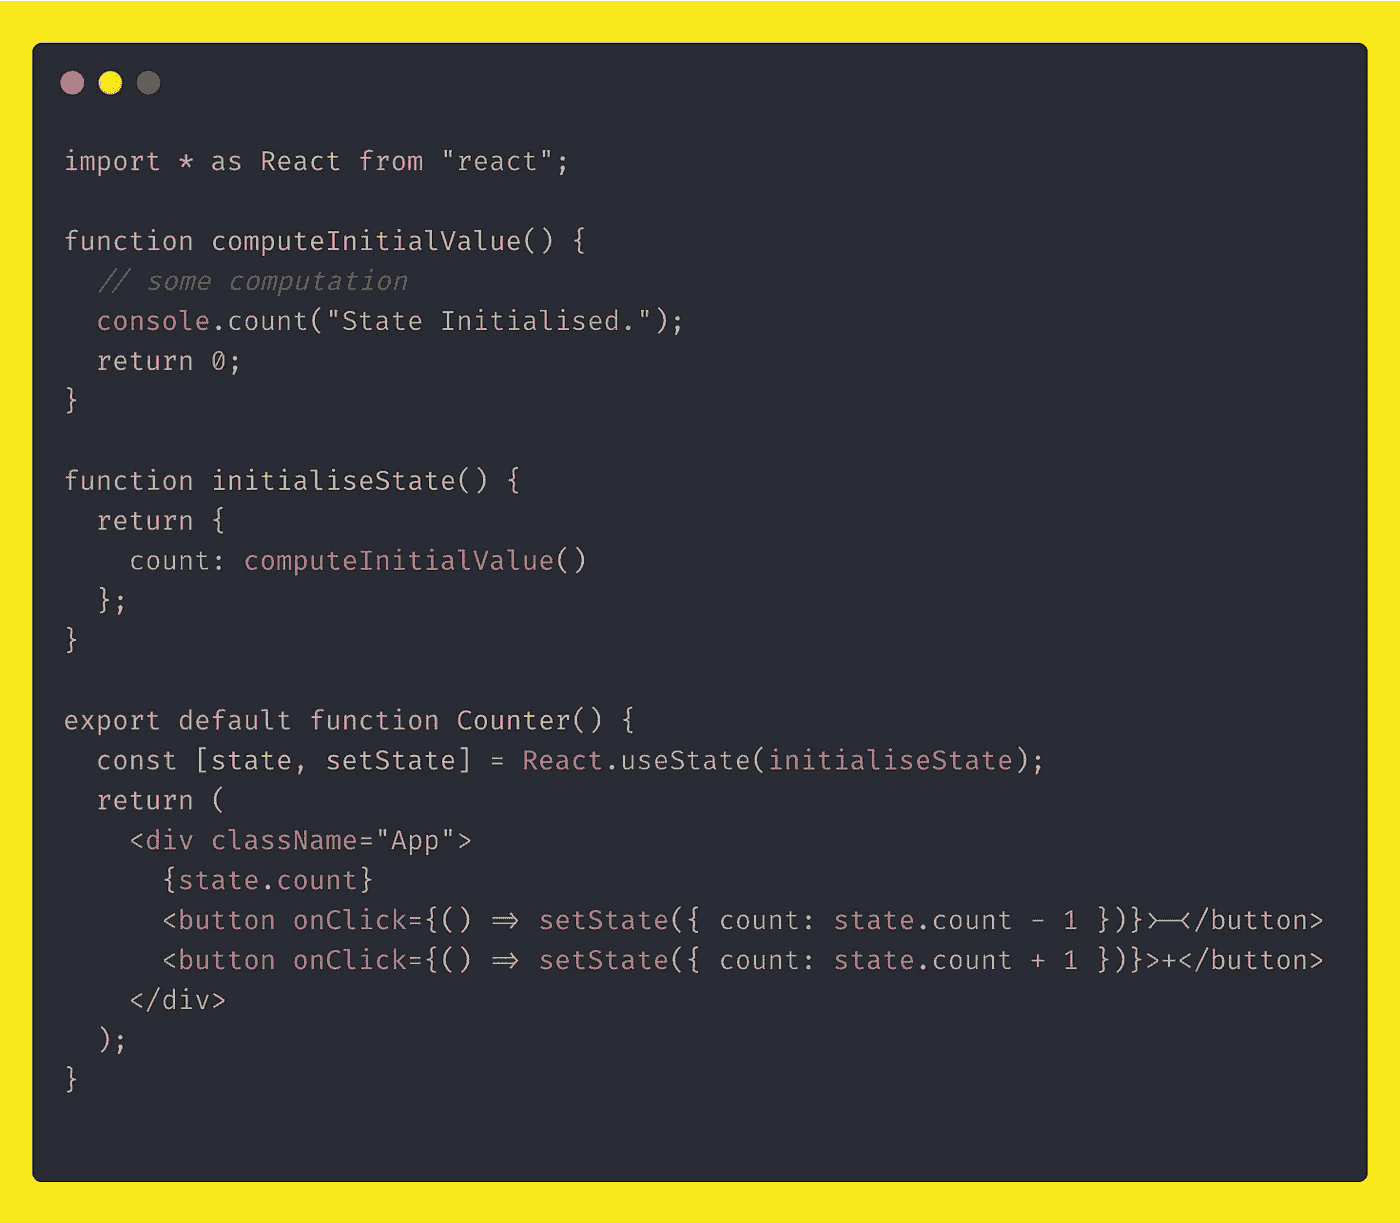 import * as React from "react";
function computeInitialValue() {
// some computation
console.count("State Initialised.");
return 0;
}
function initialiseState() {
return {
count: computeInitialValue()
};
}
export default function Counter() {
const [state, setState] = React.useState(initialiseState);
return (
<div className="App">
{state.count}
<button onClick={() => setState({ count: state.count - 1 })}>-</button>
<button onClick={() => setState({ count: state.count + 1 })}>+</button>
</div>
);
}